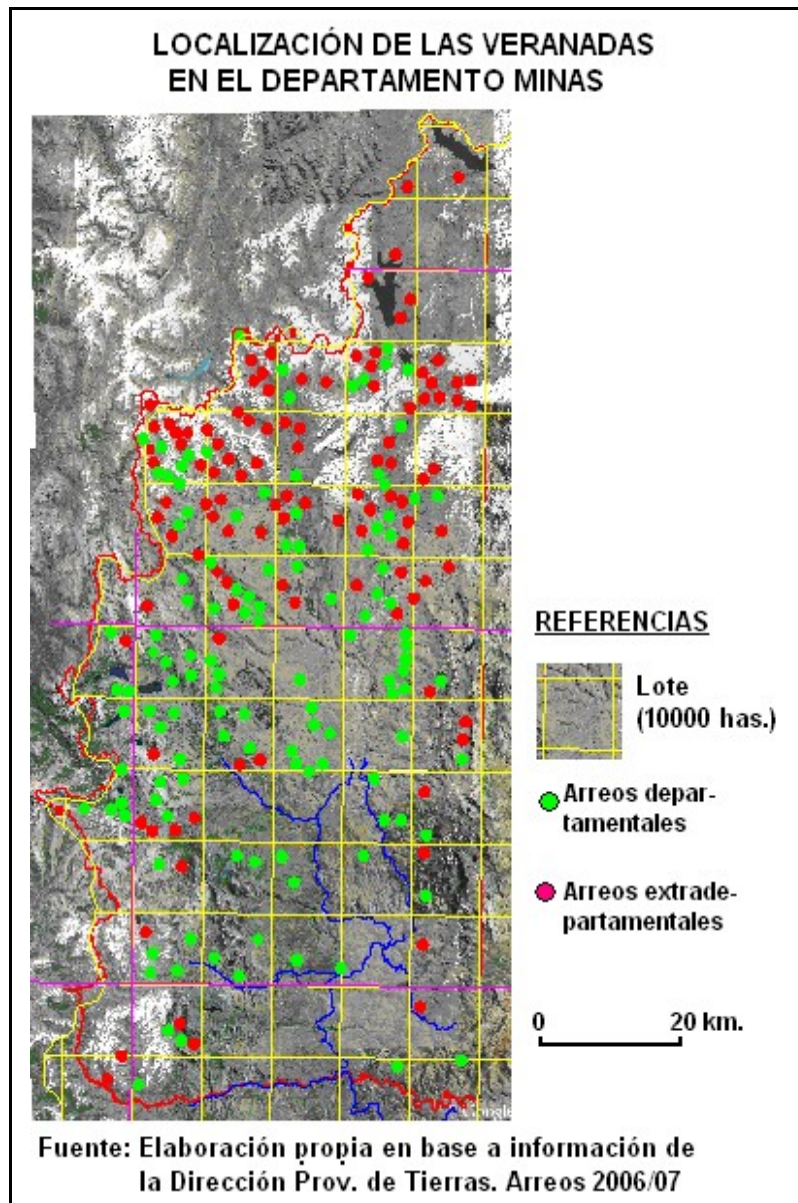 LOCALIZACIÓN DE LAS VERANADAS
EN EL DEPARTAMENTO MINAS
REFERENCIAS
Lote
(10000 has.)
Arreos depar-
tamentales
Arreos extrade-
partamentales
0 20 km.
Google
Fuente: Elaboración propia en base a información de
la Dirección Prov. de Tierras. Arreos 2006/07